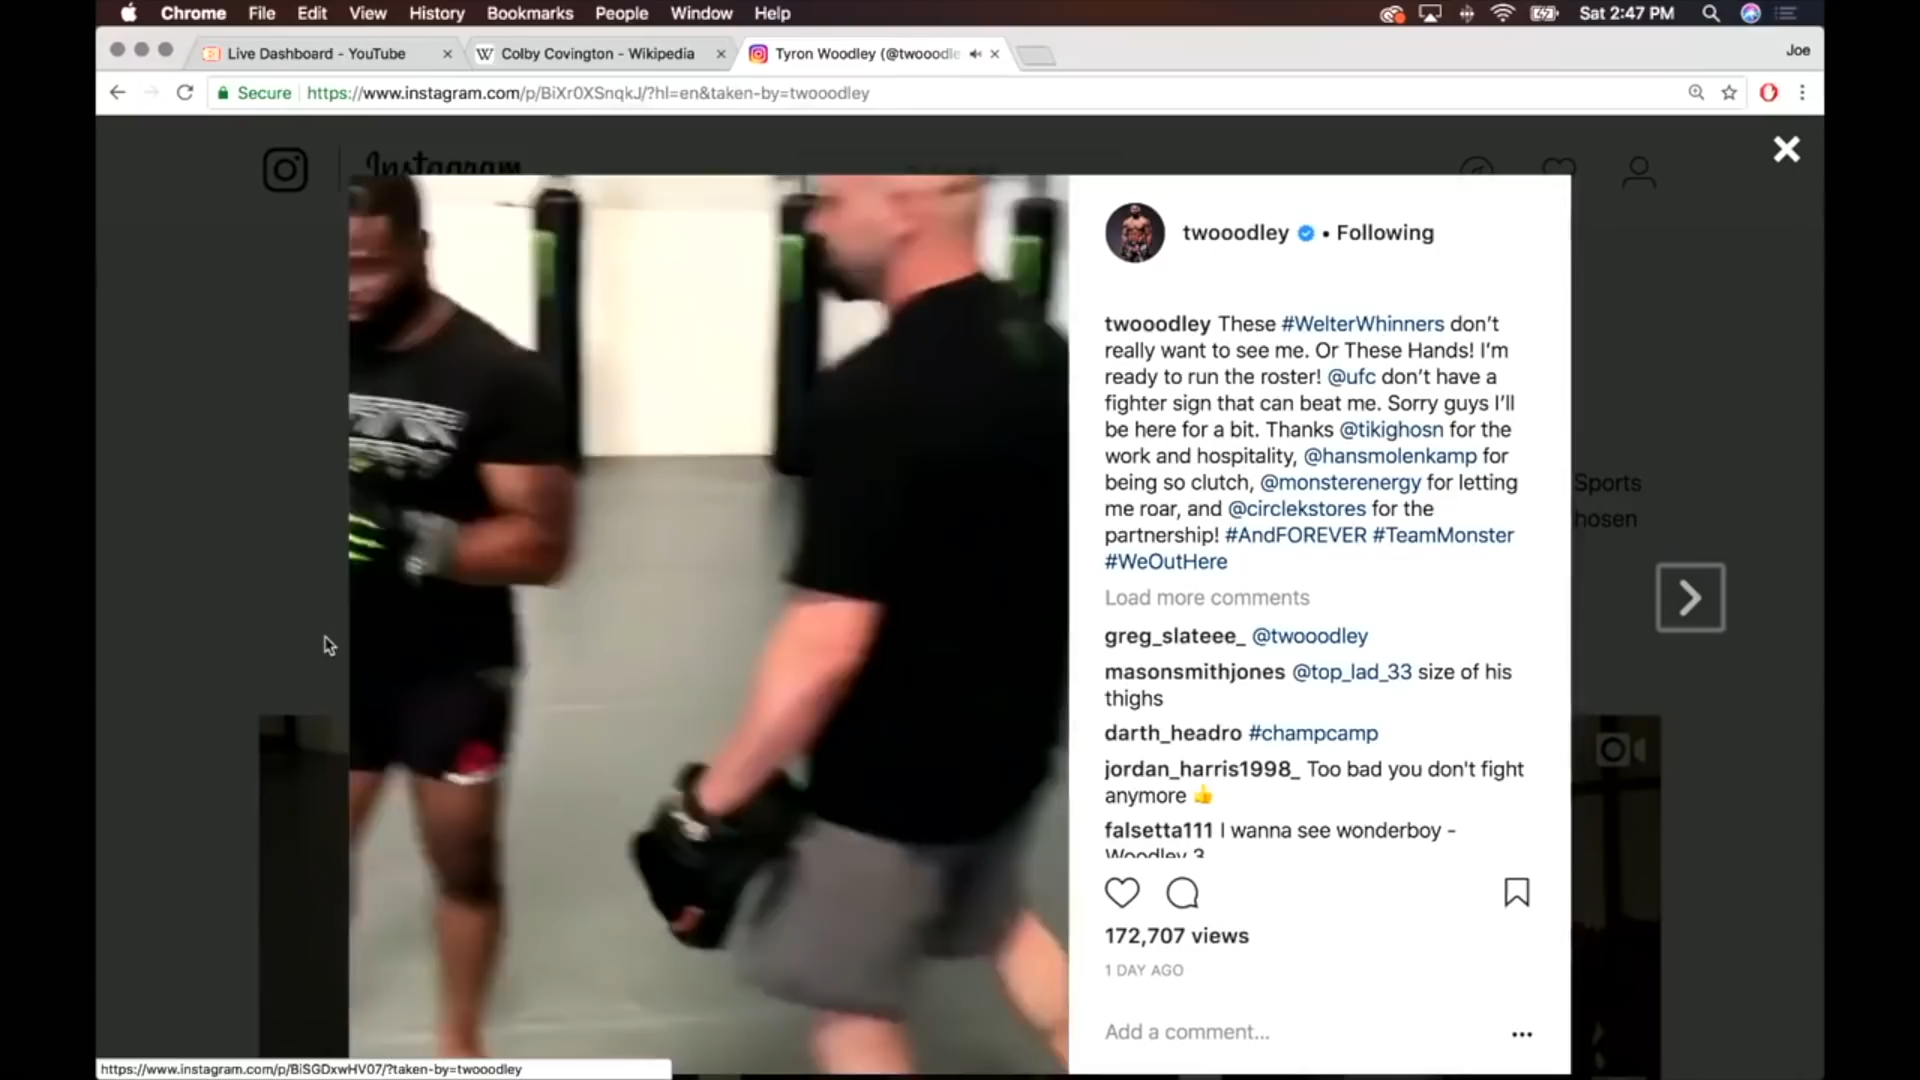 Chrome File Edit View History Bookmarks People Window Help Sat 2:47 PM
Live Dashboard - YouTube Colby Covington - Wikipedia Tyron Woodley (@twooodle Joe
Secure https://www.instagram.com/p/BiXr0XSnqkJ/?hl=en&taken-by=twooodley
Instagram
twooodley • Following
twooodley These #WelterWhinners don't
really want to see me. Or These Hands! I'm
ready to run the roster! @ufc don't have a
fighter sign that can beat me. Sorry guys I'll
be here for a bit. Thanks @tikighosn for the
work and hospitality, @hansmolenkamp for
being so clutch, @monsterenergy for letting
me roar, and @circlekstores for the
partnership! #AndFOREVER #TeamMonster
#WeOutHere
Sports
hosen
Load more comments
greg_slateee_ @twooodley
masonsmithjones @top_lad_33 size of his
thighs
darth_headro #champcamp
jordan_harris1998_ Too bad you don't fight
anymore 👍
falsetta111 I wanna see wonderboy -
Woodley 3
172,707 views
1 DAY AGO
Add a comment...
https://www.instagram.com/p/BiSGDxwHV07/?taken-by=twooodley